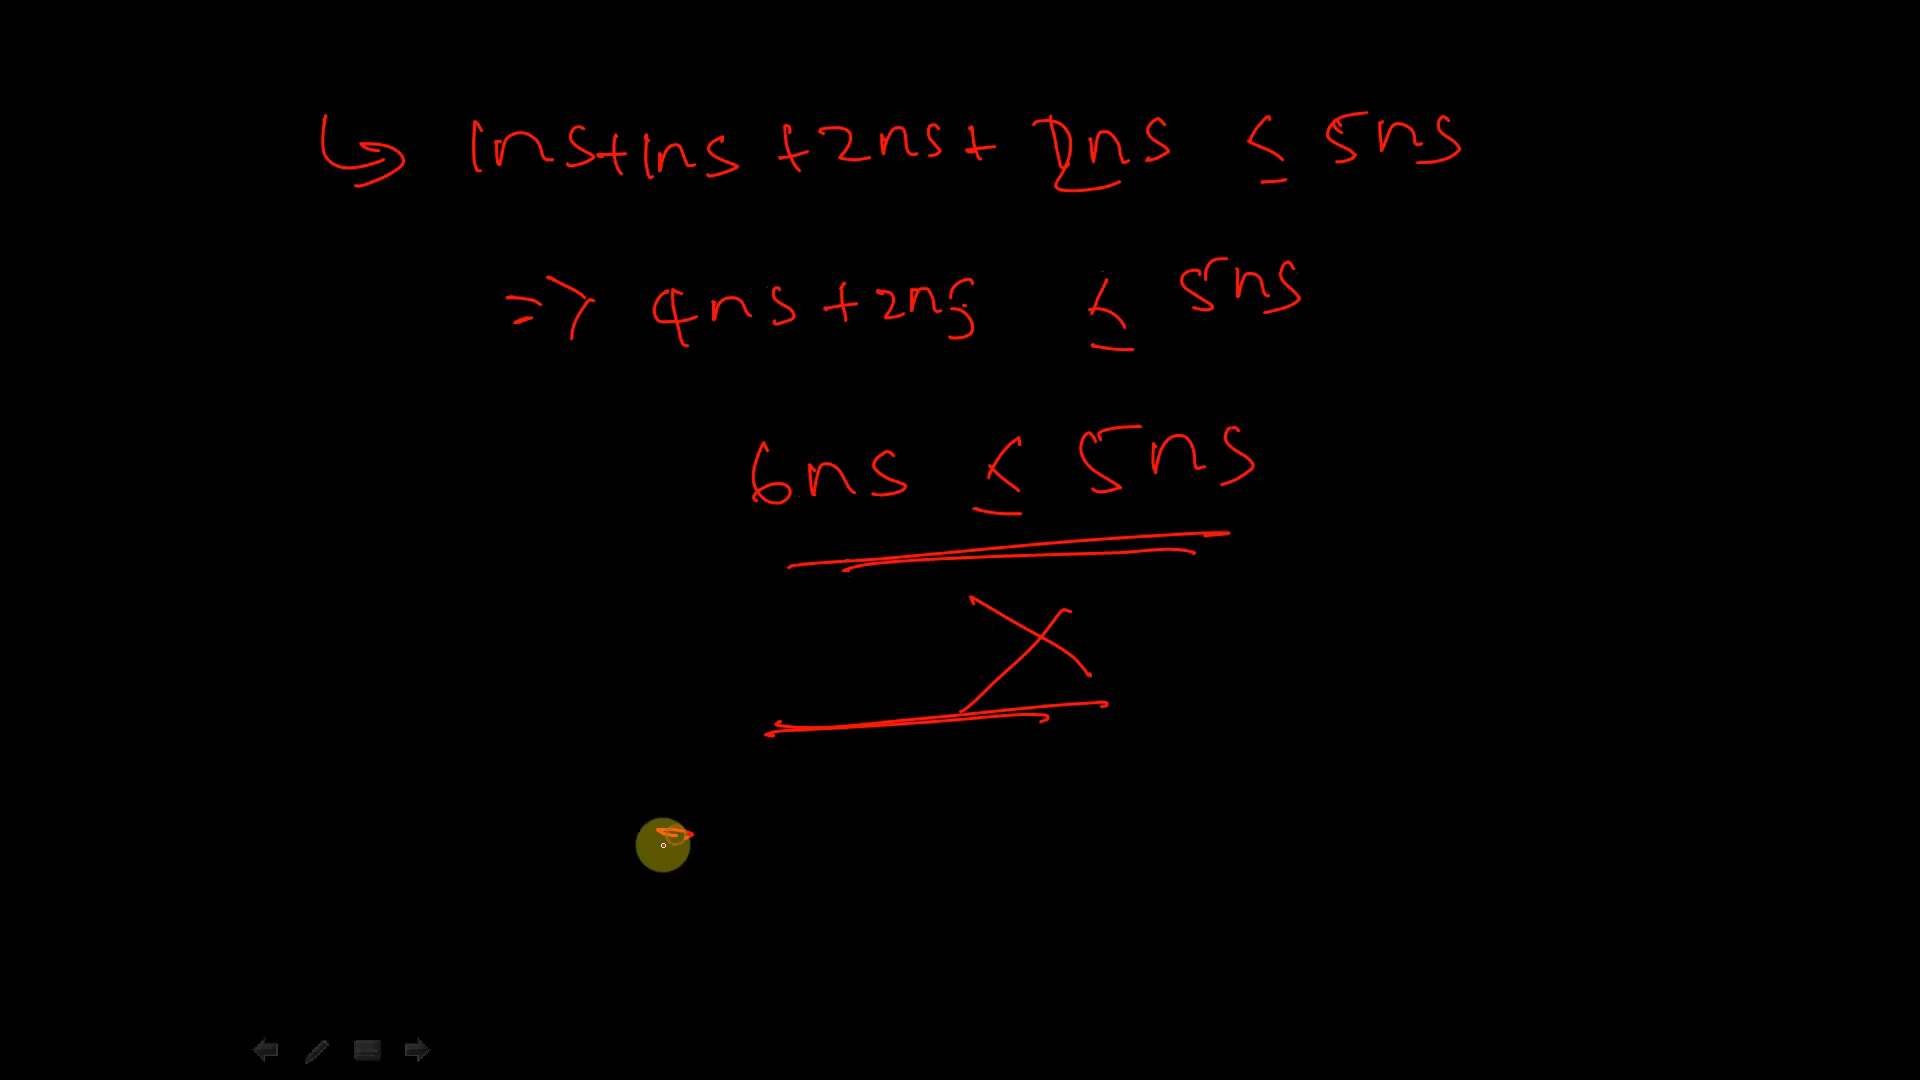 ↳ 1ns+1ns+2ns+2ns ≤ 5ns
=> 4ns+2ns ≤ 5ns
6ns ≤ 5ns
X